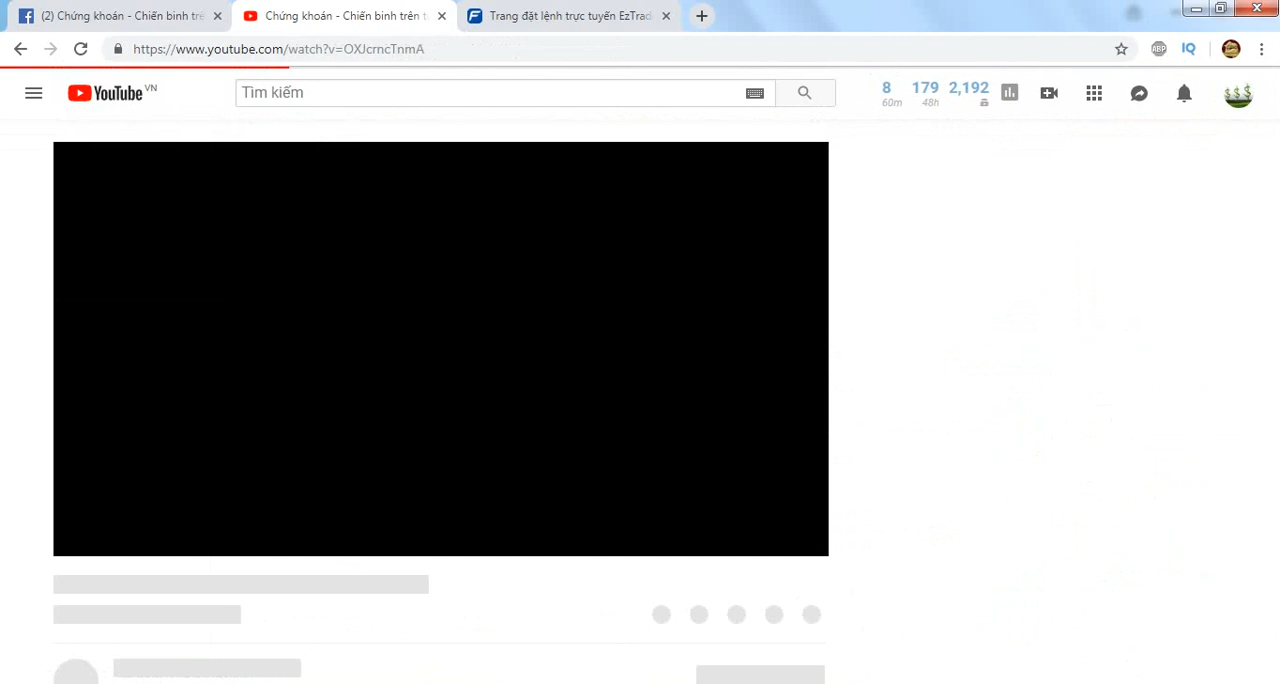 (2) Chứng khoán - Chiến binh trê
Chứng khoán - Chiến binh trên t
Trang đặt lệnh trực tuyến EzTrad
https://www.youtube.com/watch?v=OXJcrncTnmA
ABP
IQ
YouTube VN
Tìm kiếm
8 179 2,192
60m 48h